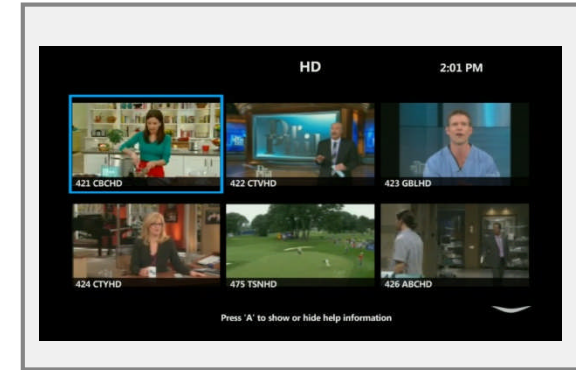 HD
2:01 PM
421 CBCHD
422 CTVHD
423 GBLHD
424 CTYHD
475 TSNHD
426 ABCHD
Press 'A' to show or hide help information